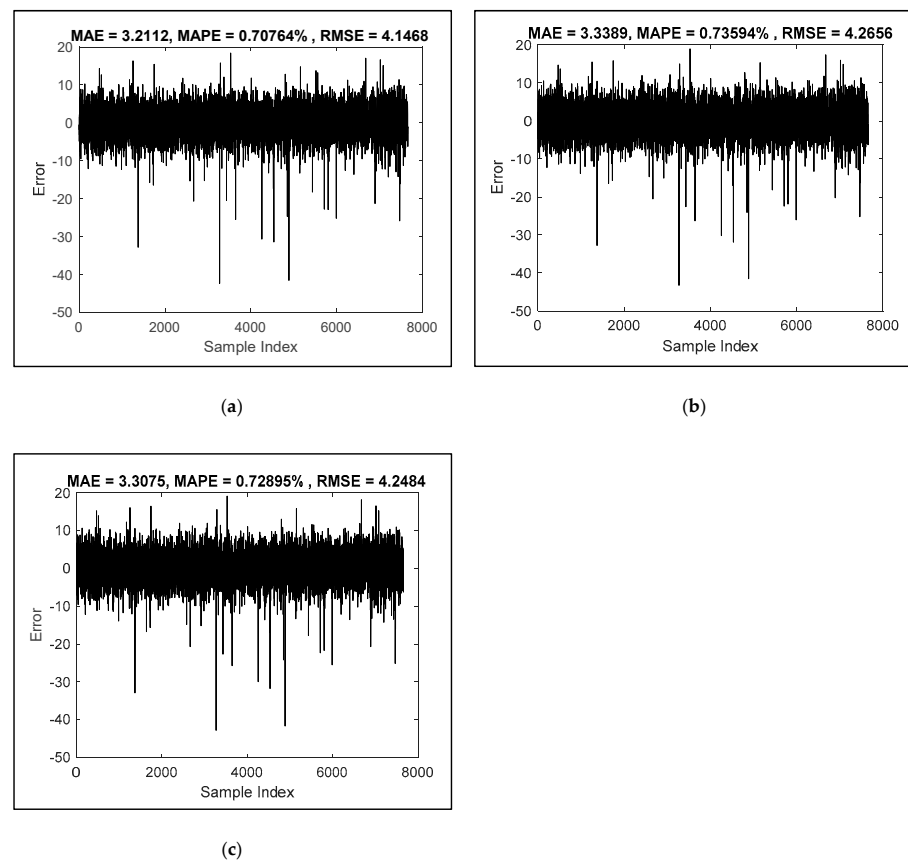 MAE = 3.2112, MAPE = 0.70764% , RMSE = 4.1468
20
10
0
-10
-20
-30
-40
-50
Error
0 2000 4000 6000 8000
Sample Index
(a)
MAE = 3.3389, MAPE = 0.73594% , RMSE = 4.2656
20
10
0
-10
-20
-30
-40
-50
Error
0 2000 4000 6000 8000
Sample Index
(b)
MAE = 3.3075, MAPE = 0.72895% , RMSE = 4.2484
20
10
0
-10
-20
-30
-40
-50
Error
0 2000 4000 6000 8000
Sample Index
(c)